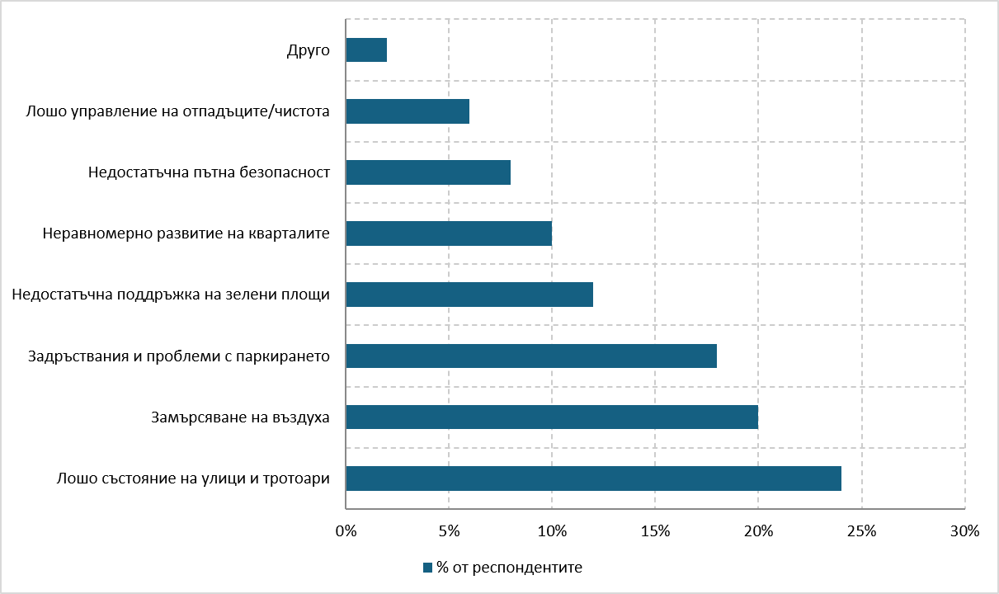 Друго
Лошо управление на отпадъците/чистота
Недостатъчна пътна безопасност
Неравномерно развитие на кварталите
Недостатъчна поддръжка на зелени площи
Задръствания и проблеми с паркирането
Замърсяване на въздуха
Лошо състояние на улици и тротоари
0% 5% 10% 15% 20% 25% 30%
% от респондентите